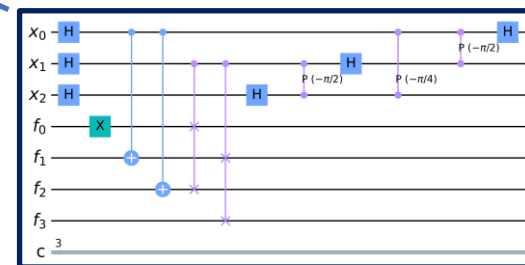 x0 H H
P (−π/2)
x1 H H
P (−π/2) P (−π/4)
x2 H H
f0 X
f1
f2
f3
c 3